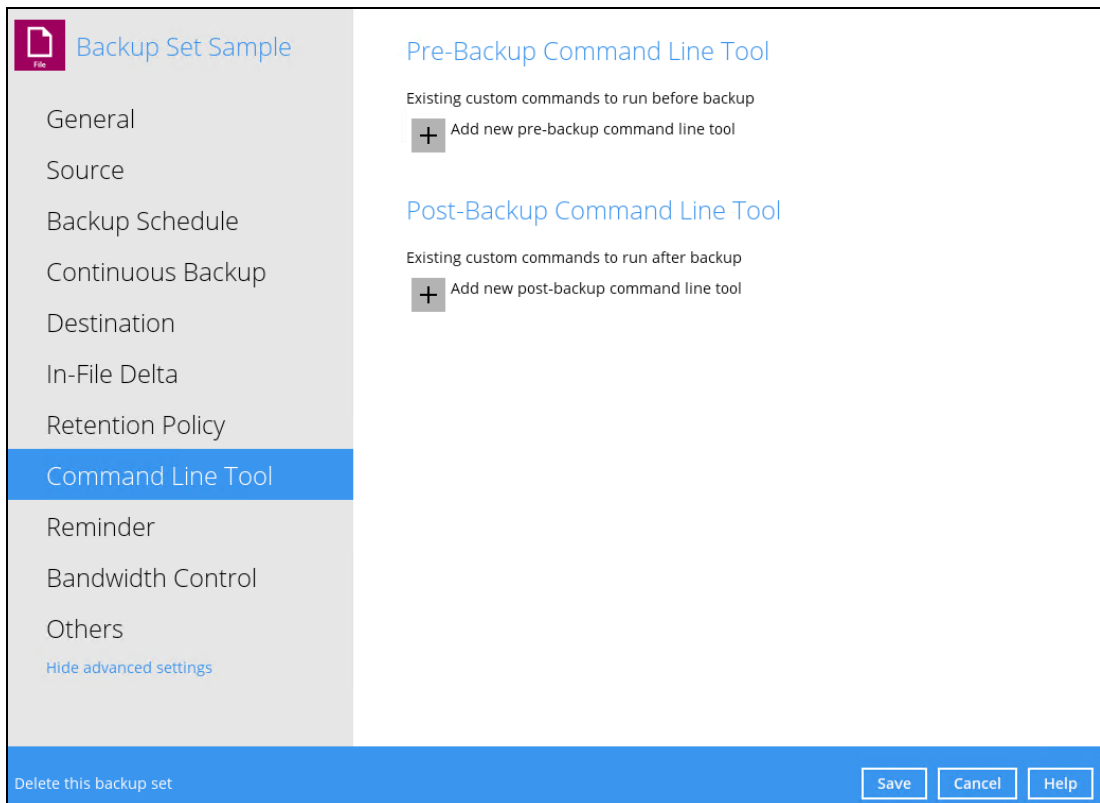 File
Backup Set Sample
General
Source
Backup Schedule
Continuous Backup
Destination
In-File Delta
Retention Policy
Command Line Tool
Reminder
Bandwidth Control
Others
Hide advanced settings
Pre-Backup Command Line Tool
Existing custom commands to run before backup
Add new pre-backup command line tool
Post-Backup Command Line Tool
Existing custom commands to run after backup
Add new post-backup command line tool
Delete this backup set
Save
Cancel
Help